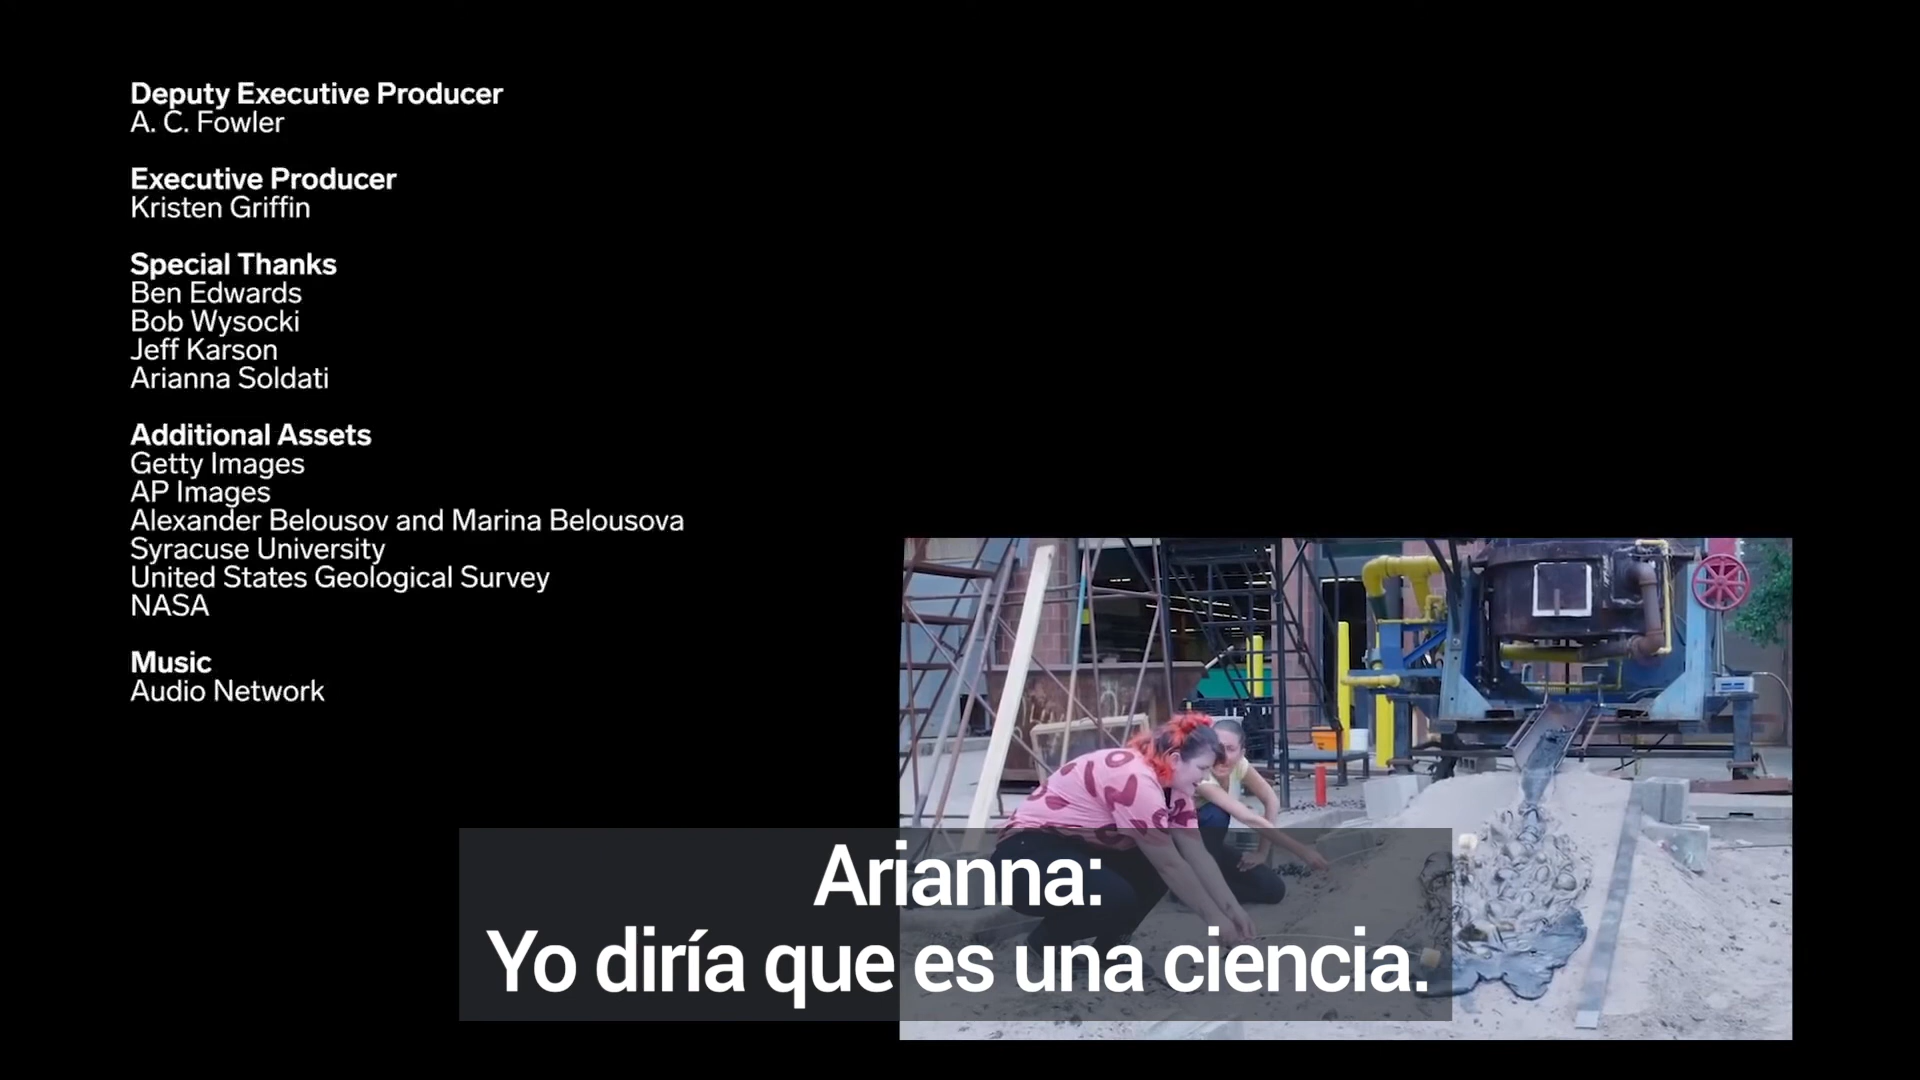 Deputy Executive Producer
A. C. Fowler
Executive Producer
Kristen Griffin
Special Thanks
Ben Edwards
Bob Wysocki
Jeff Karson
Arianna Soldati
Additional Assets
Getty Images
AP Images
Alexander Belousov and Marina Belousova
Syracuse University
United States Geological Survey
NASA
Music
Audio Network
Arianna:
Yo diría que es una ciencia.